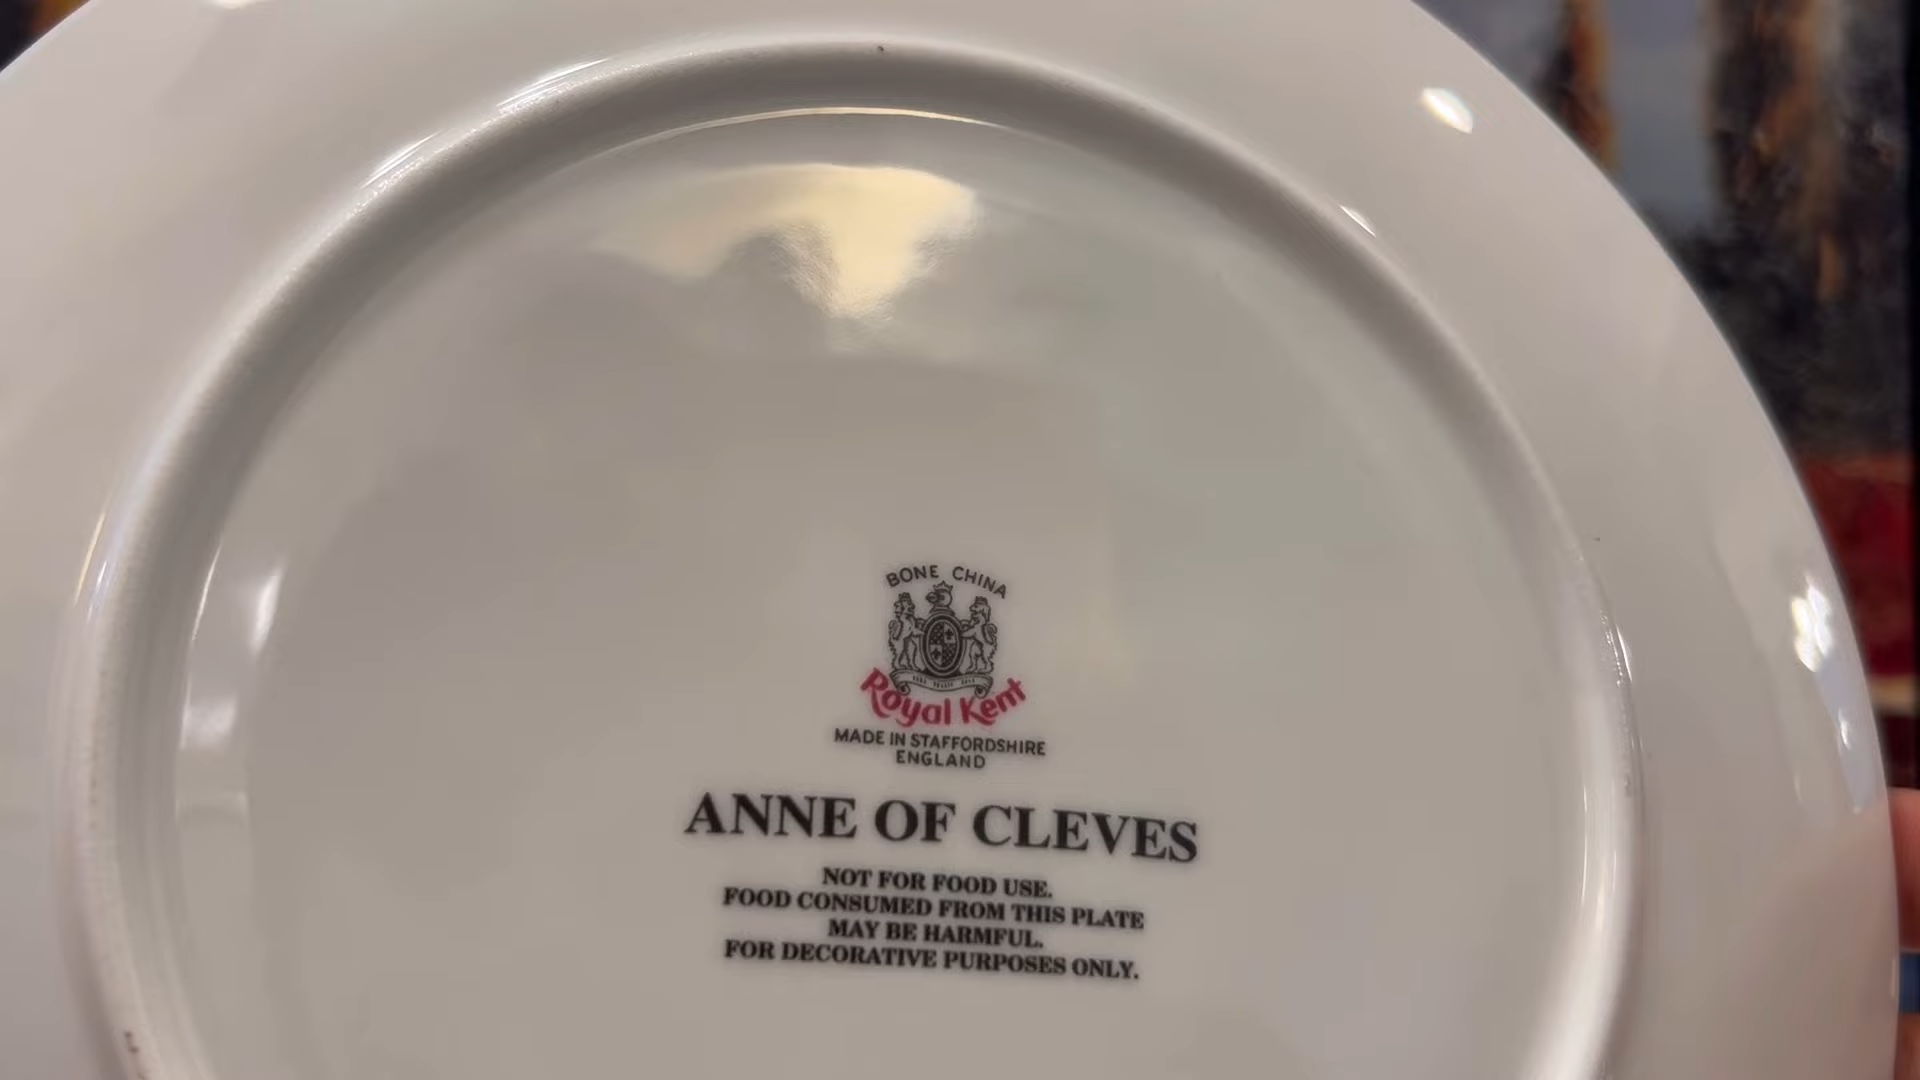 BONE CHINA
Royal Kent
MADE IN STAFFORDSHIRE
ENGLAND
ANNE OF CLEVES
NOT FOR FOOD USE.
FOOD CONSUMED FROM THIS PLATE
MAY BE HARMFUL.
FOR DECORATIVE PURPOSES ONLY.